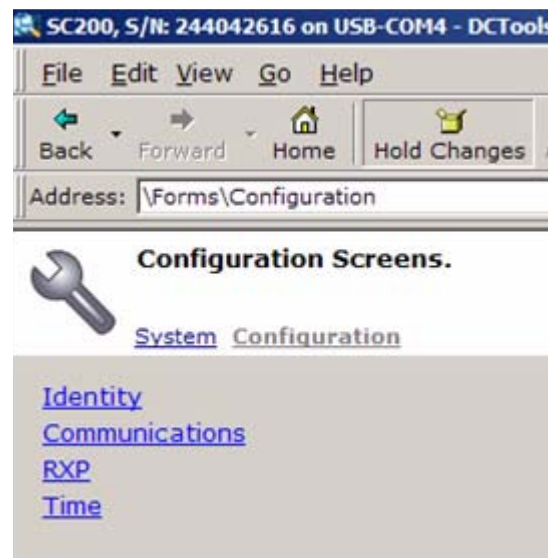 SC200, S/N: 244042616 on USB-COM4 - DCTools
File Edit View Go Help
Back Forward Home Hold Changes
Address: \Forms\Configuration
Configuration Screens.
System Configuration
Identity
Communications
RXP
Time